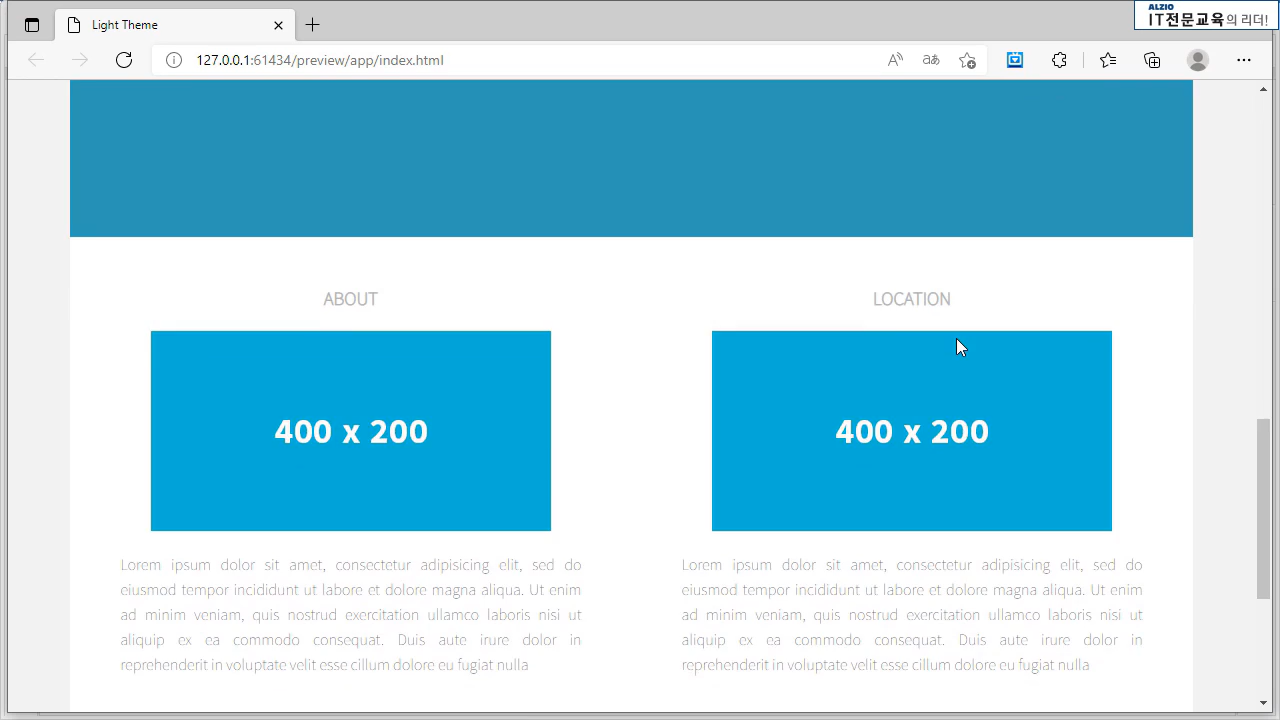 Light Theme
ALZIO
IT전문교육의 리더!
127.0.0.1:61434/preview/app/index.html
ABOUT
400 x 200
Lorem ipsum dolor sit amet, consectetur adipisicing elit, sed do
eiusmod tempor incididunt ut labore et dolore magna aliqua. Ut enim
ad minim veniam, quis nostrud exercitation ullamco laboris nisi ut
aliquip ex ea commodo consequat. Duis aute irure dolor in
reprehenderit in voluptate velit esse cillum dolore eu fugiat nulla
LOCATION
400 x 200
Lorem ipsum dolor sit amet, consectetur adipisicing elit, sed do
eiusmod tempor incididunt ut labore et dolore magna aliqua. Ut enim
ad minim veniam, quis nostrud exercitation ullamco laboris nisi ut
aliquip ex ea commodo consequat. Duis aute irure dolor in
reprehenderit in voluptate velit esse cillum dolore eu fugiat nulla